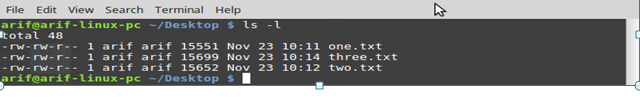 File Edit View Search Terminal Help
arif@arif-linux-pc ~/Desktop $ ls -l
total 48
-rw-rw-r-- 1 arif arif 15551 Nov 23 10:11 one.txt
-rw-rw-r-- 1 arif arif 15699 Nov 23 10:14 three.txt
-rw-rw-r-- 1 arif arif 15652 Nov 23 10:12 two.txt
arif@arif-linux-pc ~/Desktop $